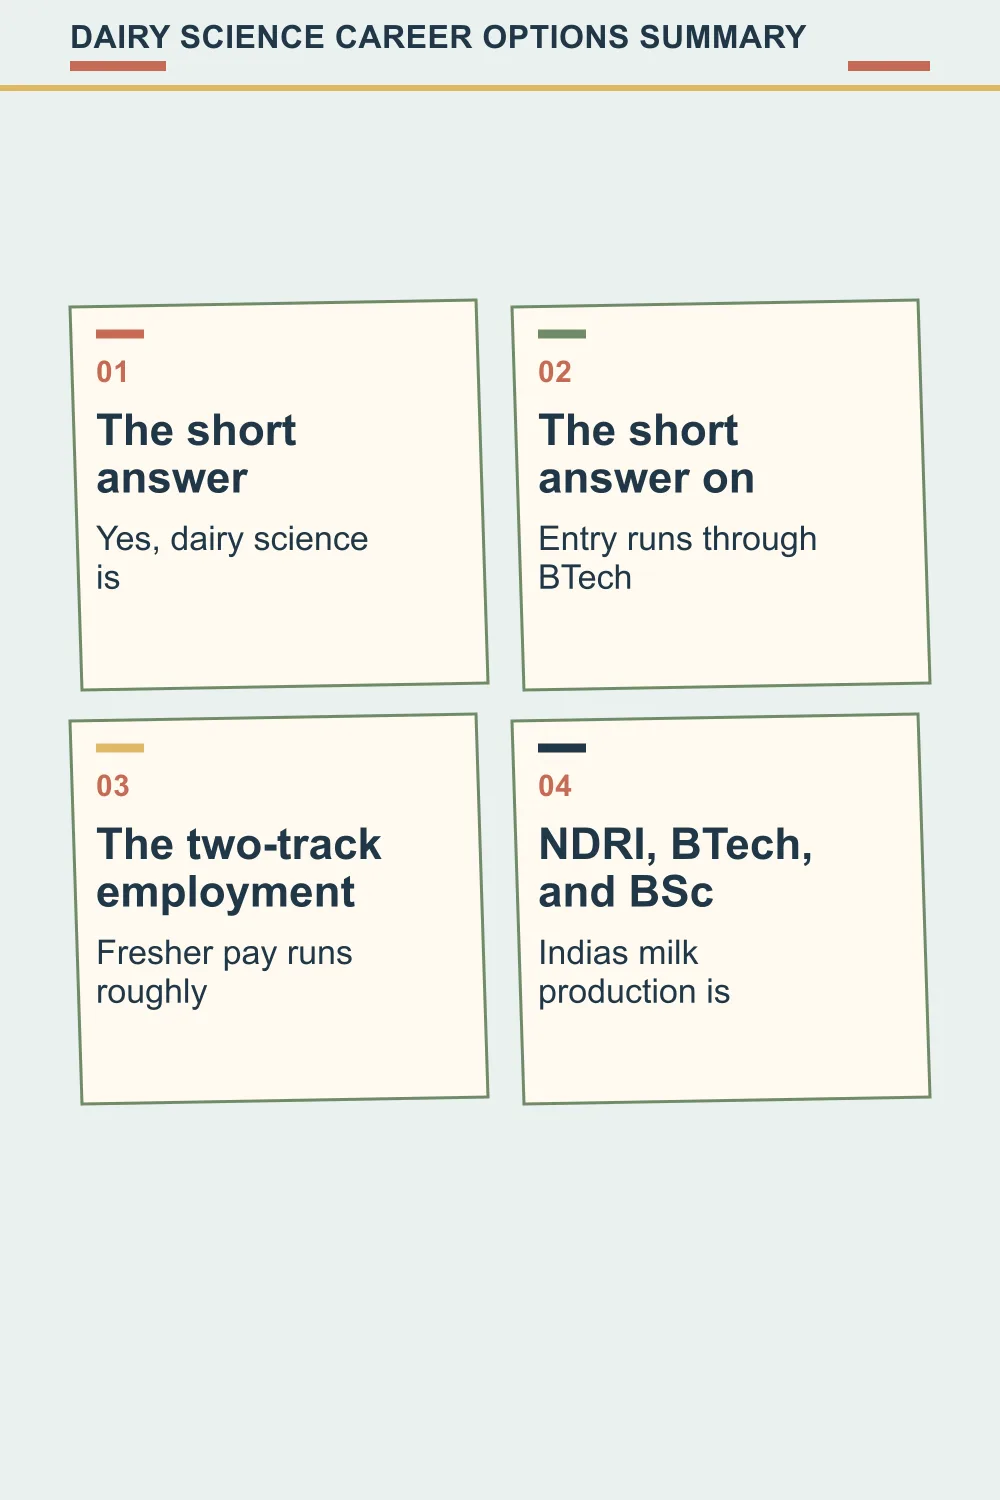 DAIRY SCIENCE CAREER OPTIONS SUMMARY
01
The short
answer
Yes, dairy science
is
02
The short
answer on
Entry runs through
BTech
03
The two-track
employment
Fresher pay runs
roughly
04
NDRI, BTech,
and BSc
Indias milk
production is